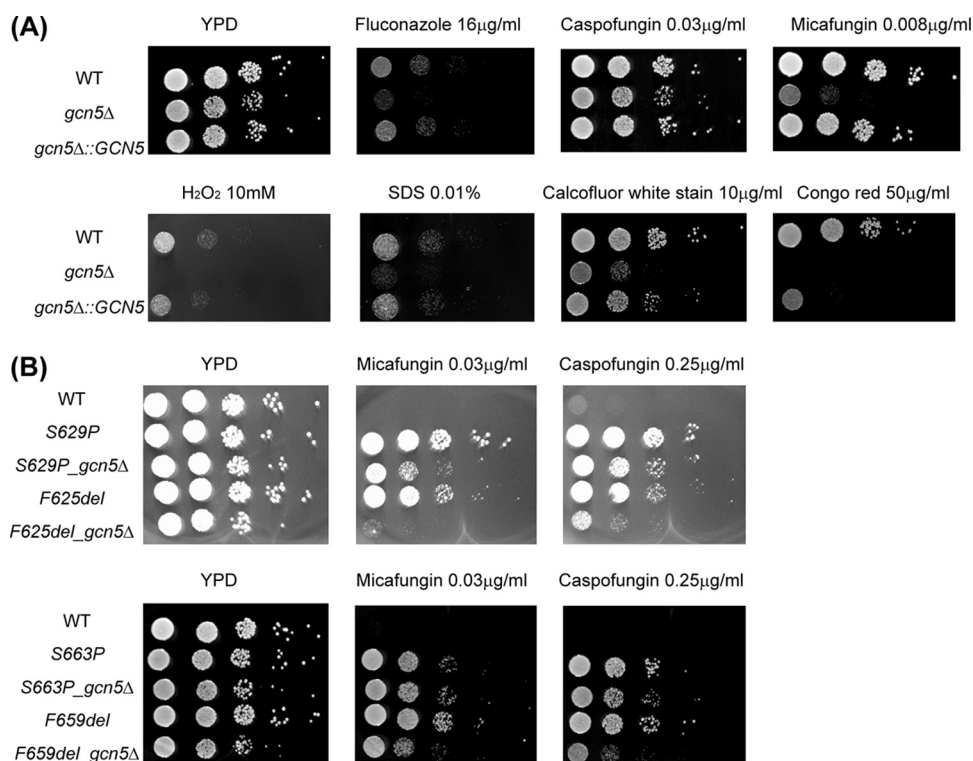 (A)
YPD Fluconazole 16μg/ml Caspofungin 0.03μg/ml Micafungin 0.008μg/ml
WT
gcn5Δ
gcn5Δ::GCN5
H₂O₂ 10mM SDS 0.01% Calcofluor white stain 10μg/ml Congo red 50μg/ml
WT
gcn5Δ
gcn5Δ::GCN5
(B)
YPD Micafungin 0.03μg/ml Caspofungin 0.25μg/ml
WT
S629P
S629P_gcn5Δ
F625del
F625del_gcn5Δ
YPD Micafungin 0.03μg/ml Caspofungin 0.25μg/ml
WT
S663P
S663P_gcn5Δ
F659del
F659del_gcn5Δ